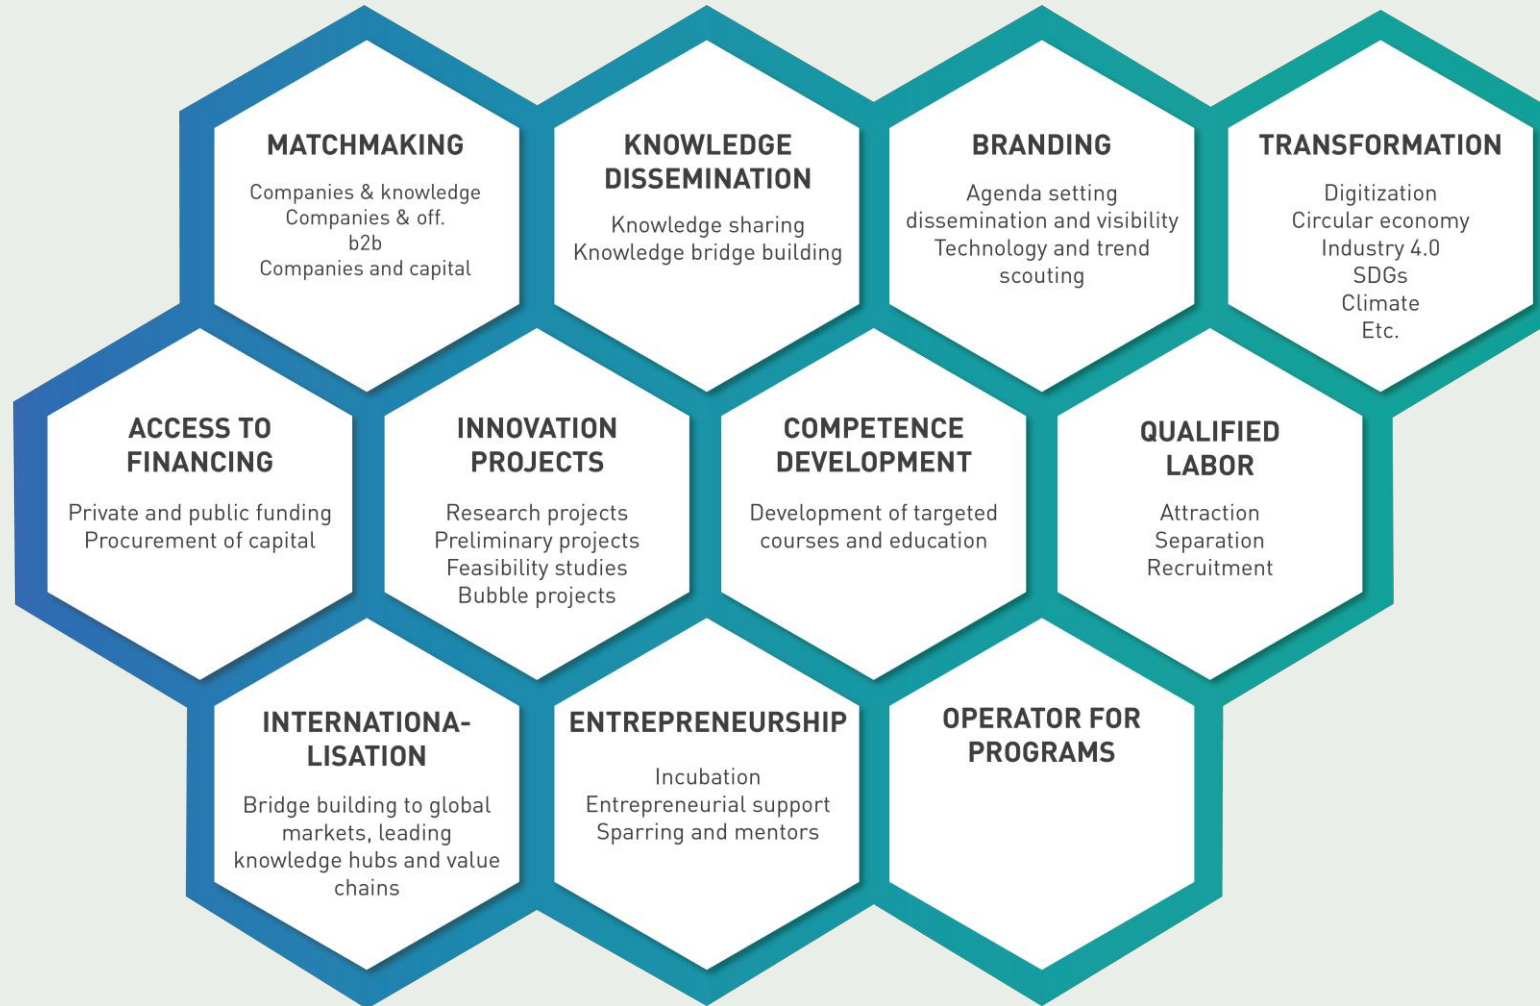 MATCHMAKING
Companies & knowledge
Companies & off.
b2b
Companies and capital
KNOWLEDGE
DISSEMINATION
Knowledge sharing
Knowledge bridge building
BRANDING
Agenda setting
dissemination and visibility
Technology and trend
scouting
TRANSFORMATION
Digitization
Circular economy
Industry 4.0
SDGs
Climate
Etc.
ACCESS TO
FINANCING
Private and public funding
Procurement of capital
INNOVATION
PROJECTS
Research projects
Preliminary projects
Feasibility studies
Bubble projects
COMPETENCE
DEVELOPMENT
Development of targeted
courses and education
QUALIFIED
LABOR
Attraction
Separation
Recruitment
INTERNATIONA-
LISATION
Bridge building to global
markets, leading
knowledge hubs and value
chains
ENTREPRENEURSHIP
Incubation
Entrepreneurial support
Sparring and mentors
OPERATOR FOR
PROGRAMS